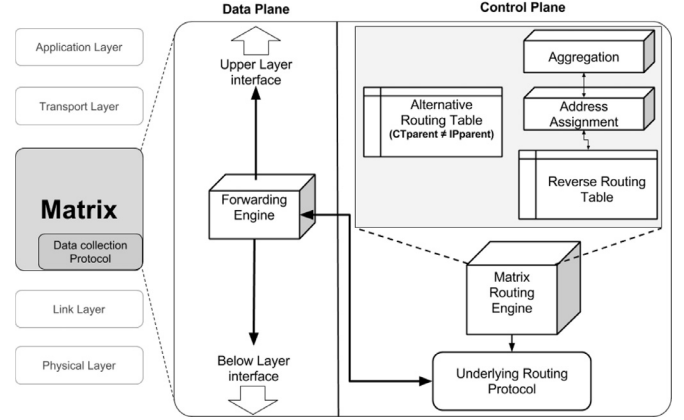 Data Plane
Control Plane
Application Layer
Transport Layer
Matrix
Data collection
Protocol
Link Layer
Physical Layer
Upper Layer
interface
Forwarding
Engine
Below Layer
interface
Aggregation
Alternative
Routing Table
(CTparent ≠ IPparent)
Address
Assignment
Reverse Routing
Table
Matrix
Routing
Engine
Underlying Routing
Protocol